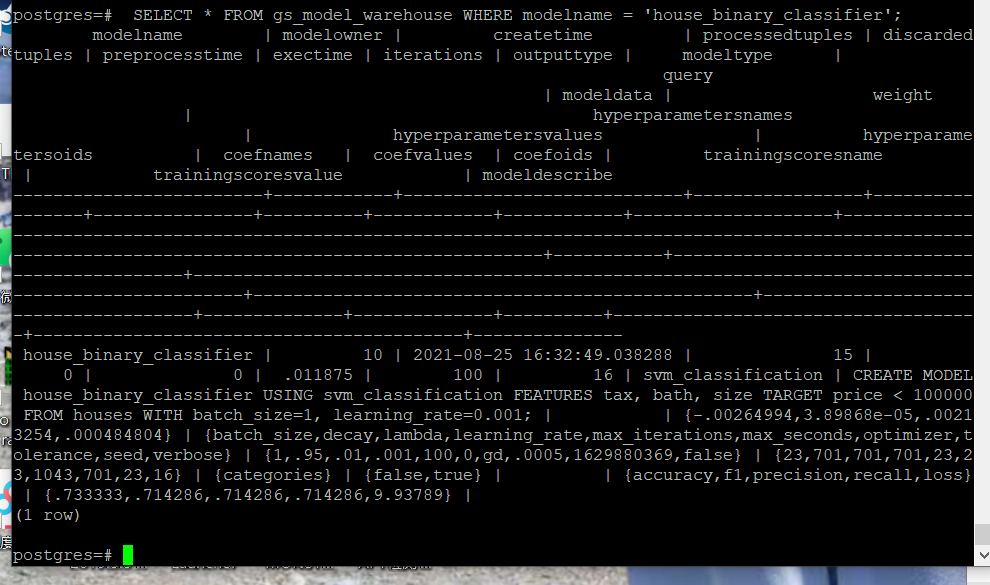 postgres=#  SELECT * FROM gs_model_warehouse WHERE modelname = 'house_binary_classifier';
modelname | modelowner | createtime | processedtuples | discarded
tuples | preprocesstime | exectime | iterations | outputtype | modeltype |
query
| modeldata | weight
| hyperparametersnames
| hyperparametersvalues | hyperparame
tersoids | coefnames | coefvalues | coefoids | trainingscoresname
| trainingscoresvalue | modeldescribe
house_binary_classifier | 10 | 2021-08-25 16:32:49.038288 | 15 |
0 | 0 | .011875 | 100 | 16 | svm_classification | CREATE MODEL
house_binary_classifier USING svm_classification FEATURES tax, bath, size TARGET price < 100000
FROM houses WITH batch_size=1, learning_rate=0.001; | | {-.00264994,3.89868e-05,.0021
3254,.000484804} | {batch_size,decay,lambda,learning_rate,max_iterations,max_seconds,optimizer,t
olerance,seed,verbose} | {1,.95,.01,.001,100,0,gd,.0005,1629880369,false} | {23,701,701,701,23,2
3,1043,701,23,16} | {categories} | {false,true} | | {accuracy,f1,precision,recall,loss}
| {.733333,.714286,.714286,.714286,9.93789} |
(1 row)
postgres=#